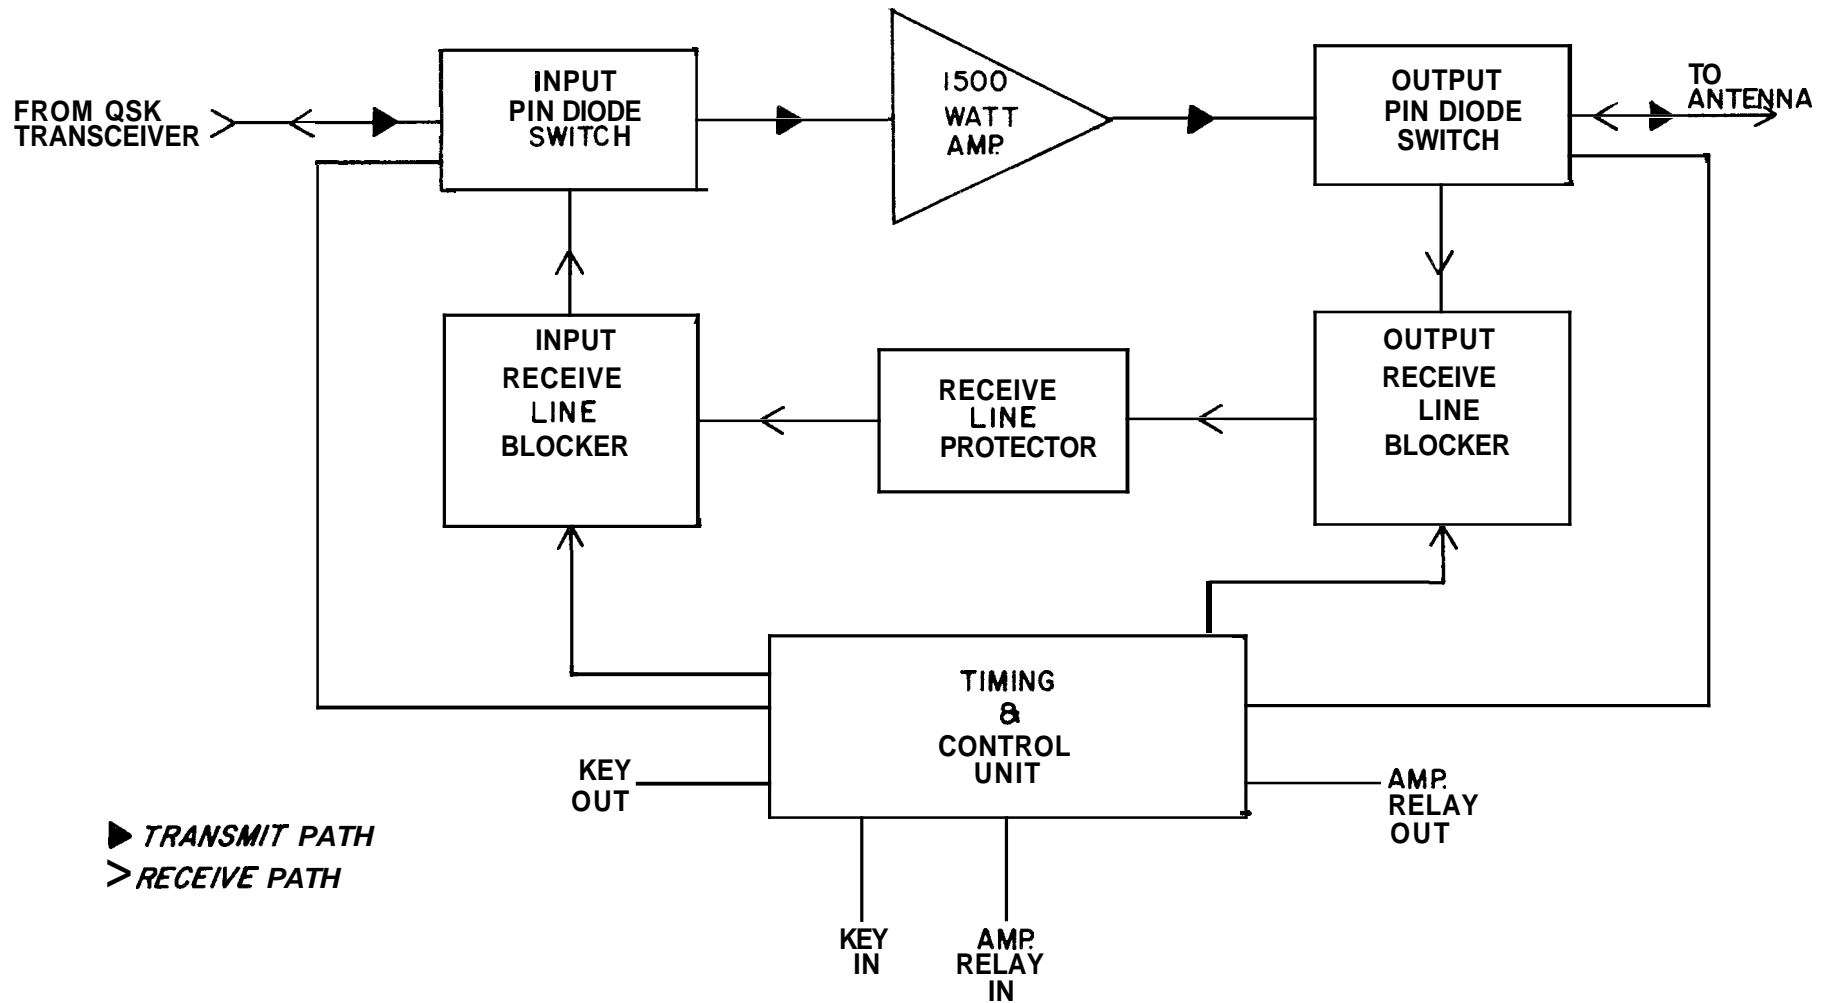 FROM QSK
TRANSCEIVER
INPUT
PIN DIODE
SWITCH
1500
WATT
AMP.
OUTPUT
PIN DIODE
SWITCH
TO
ANTENNA
INPUT
RECEIVE
LINE
BLOCKER
RECEIVE
LINE
PROTECTOR
OUTPUT
RECEIVE
LINE
BLOCKER
TIMING
&
CONTROL
UNIT
KEY
OUT
AMP.
RELAY
OUT
TRANSMIT PATH
RECEIVE PATH
KEY
IN
AMP.
RELAY
IN